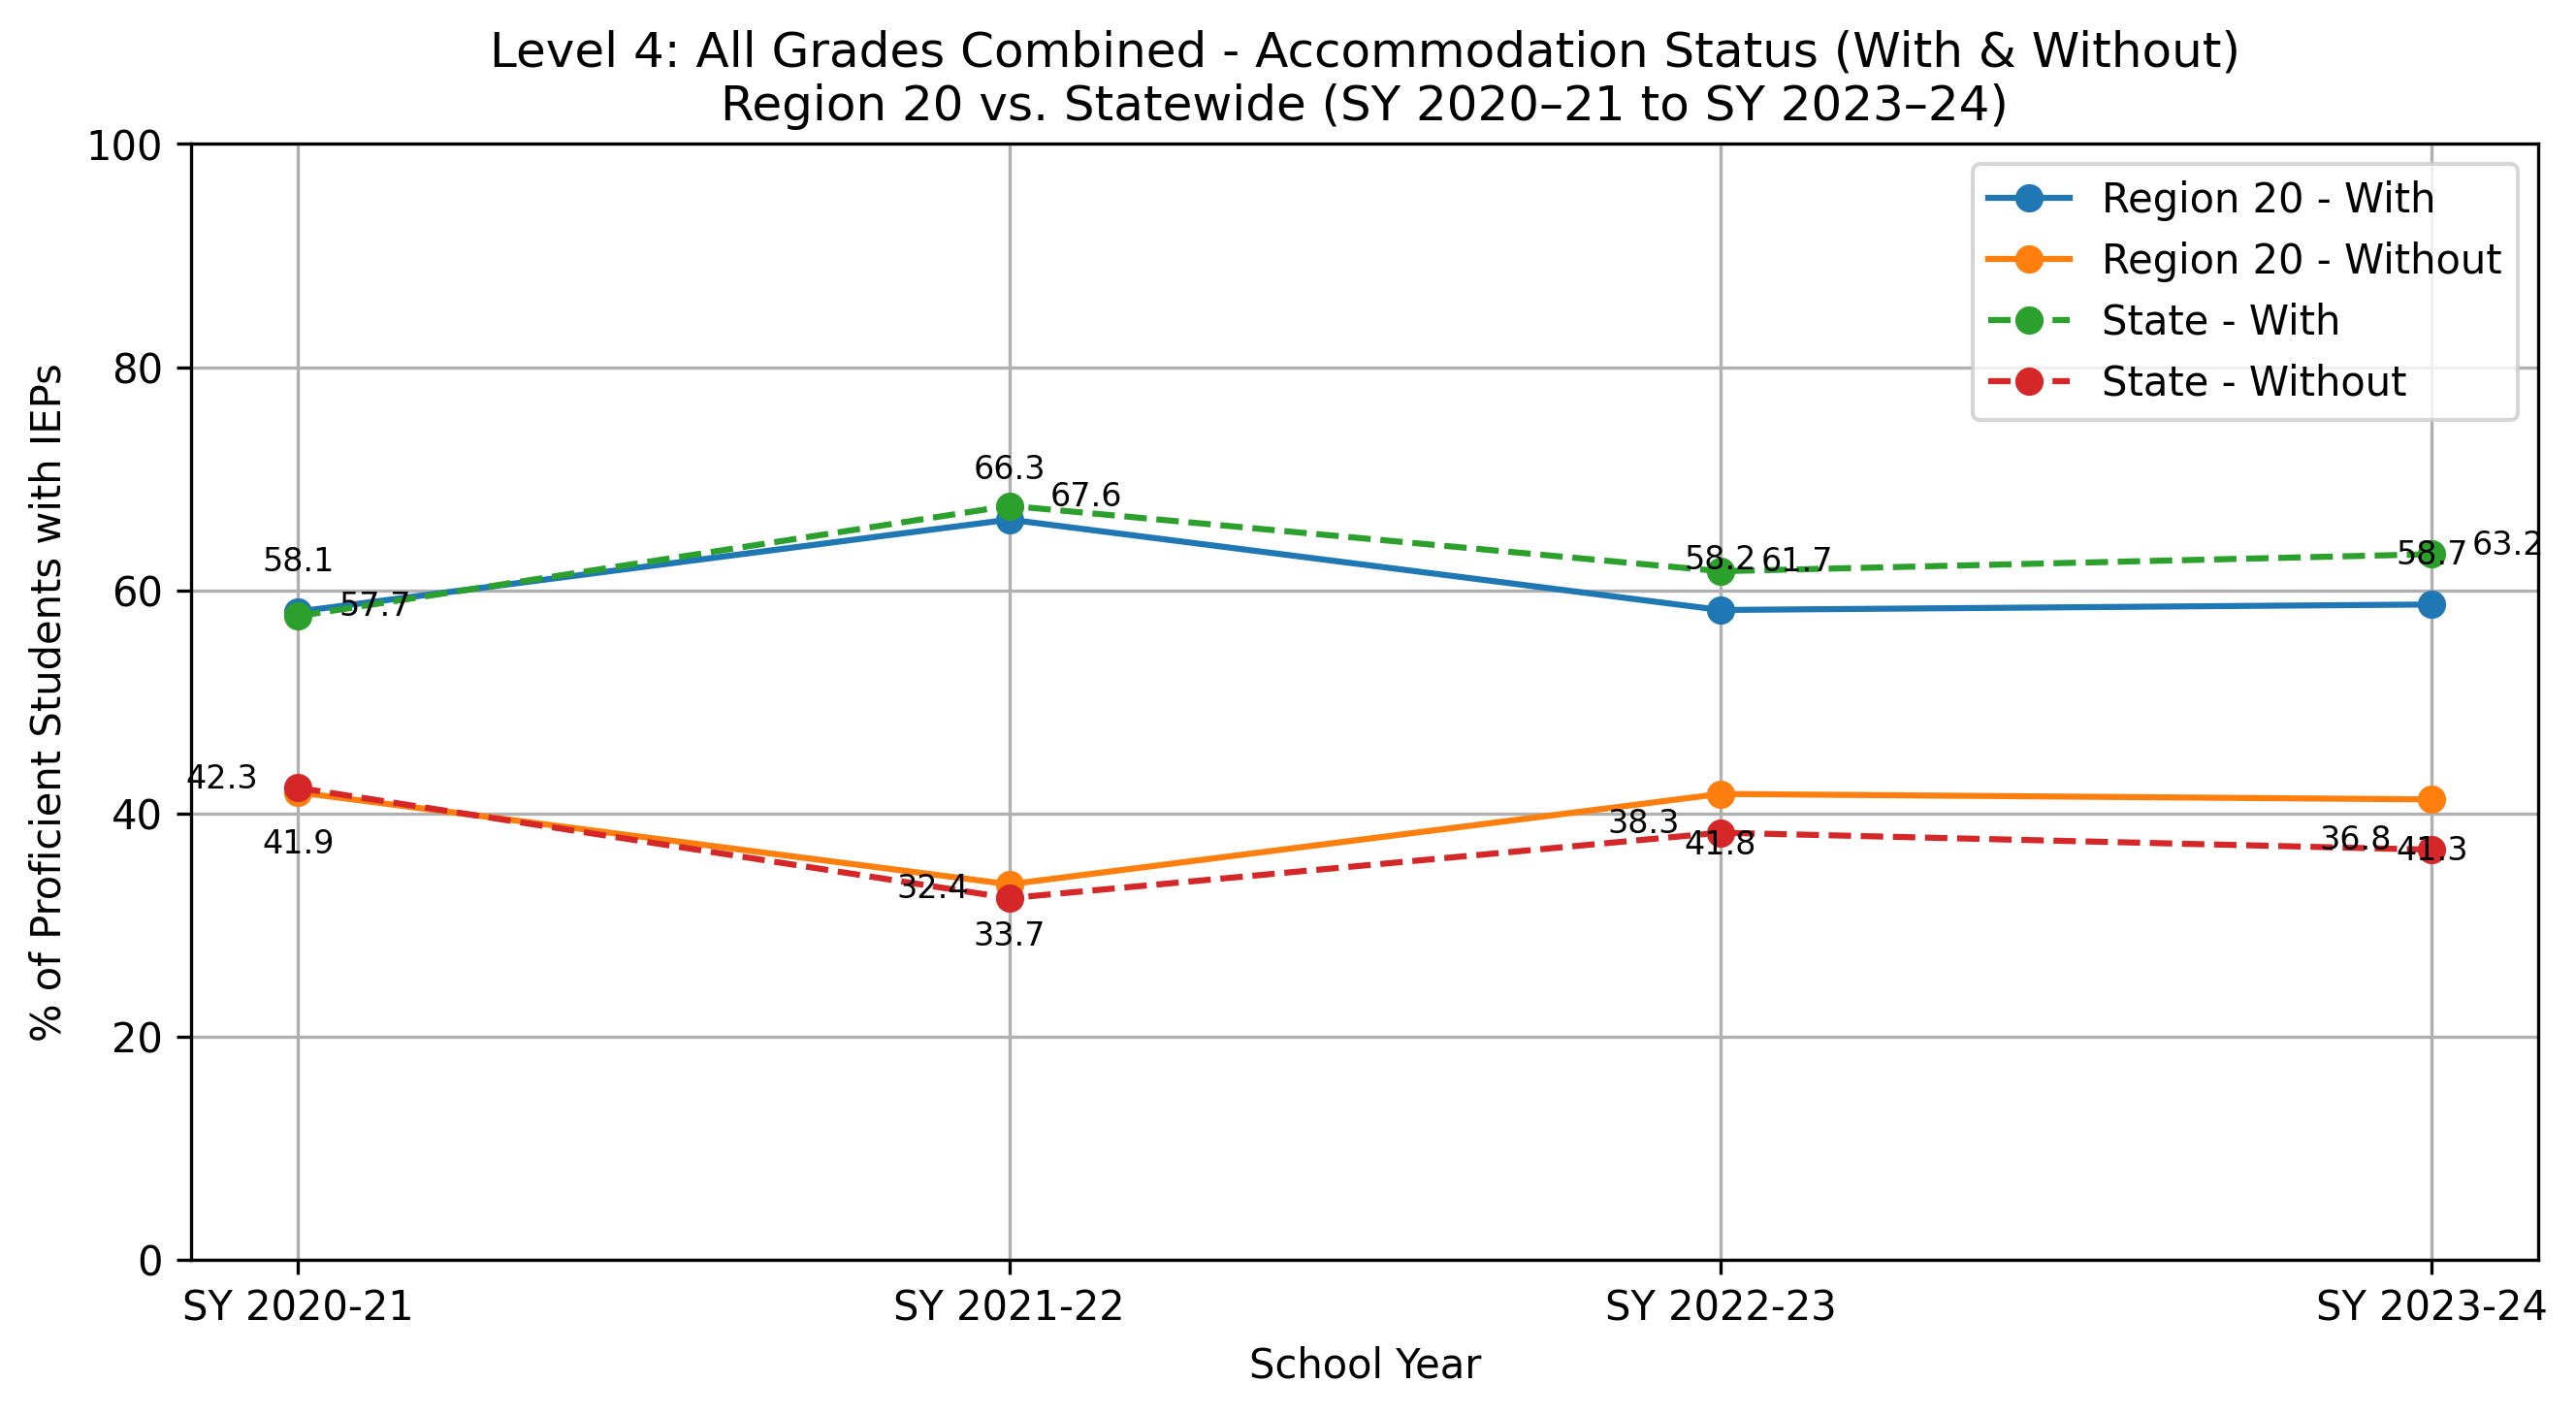 Level 4: All Grades Combined - Accommodation Status (With & Without)
Region 20 vs. Statewide (SY 2020–21 to SY 2023–24)
% of Proficient Students with IEPs
100
80
60
40
20
0
Region 20 - With
Region 20 - Without
State - With
State - Without
66.3
67.6
58.1
57.7
58.2
61.7
58.7
63.2
42.3
41.9
32.4
33.7
38.3
41.8
36.8
41.3
SY 2020-21
SY 2021-22
SY 2022-23
SY 2023-24
School Year